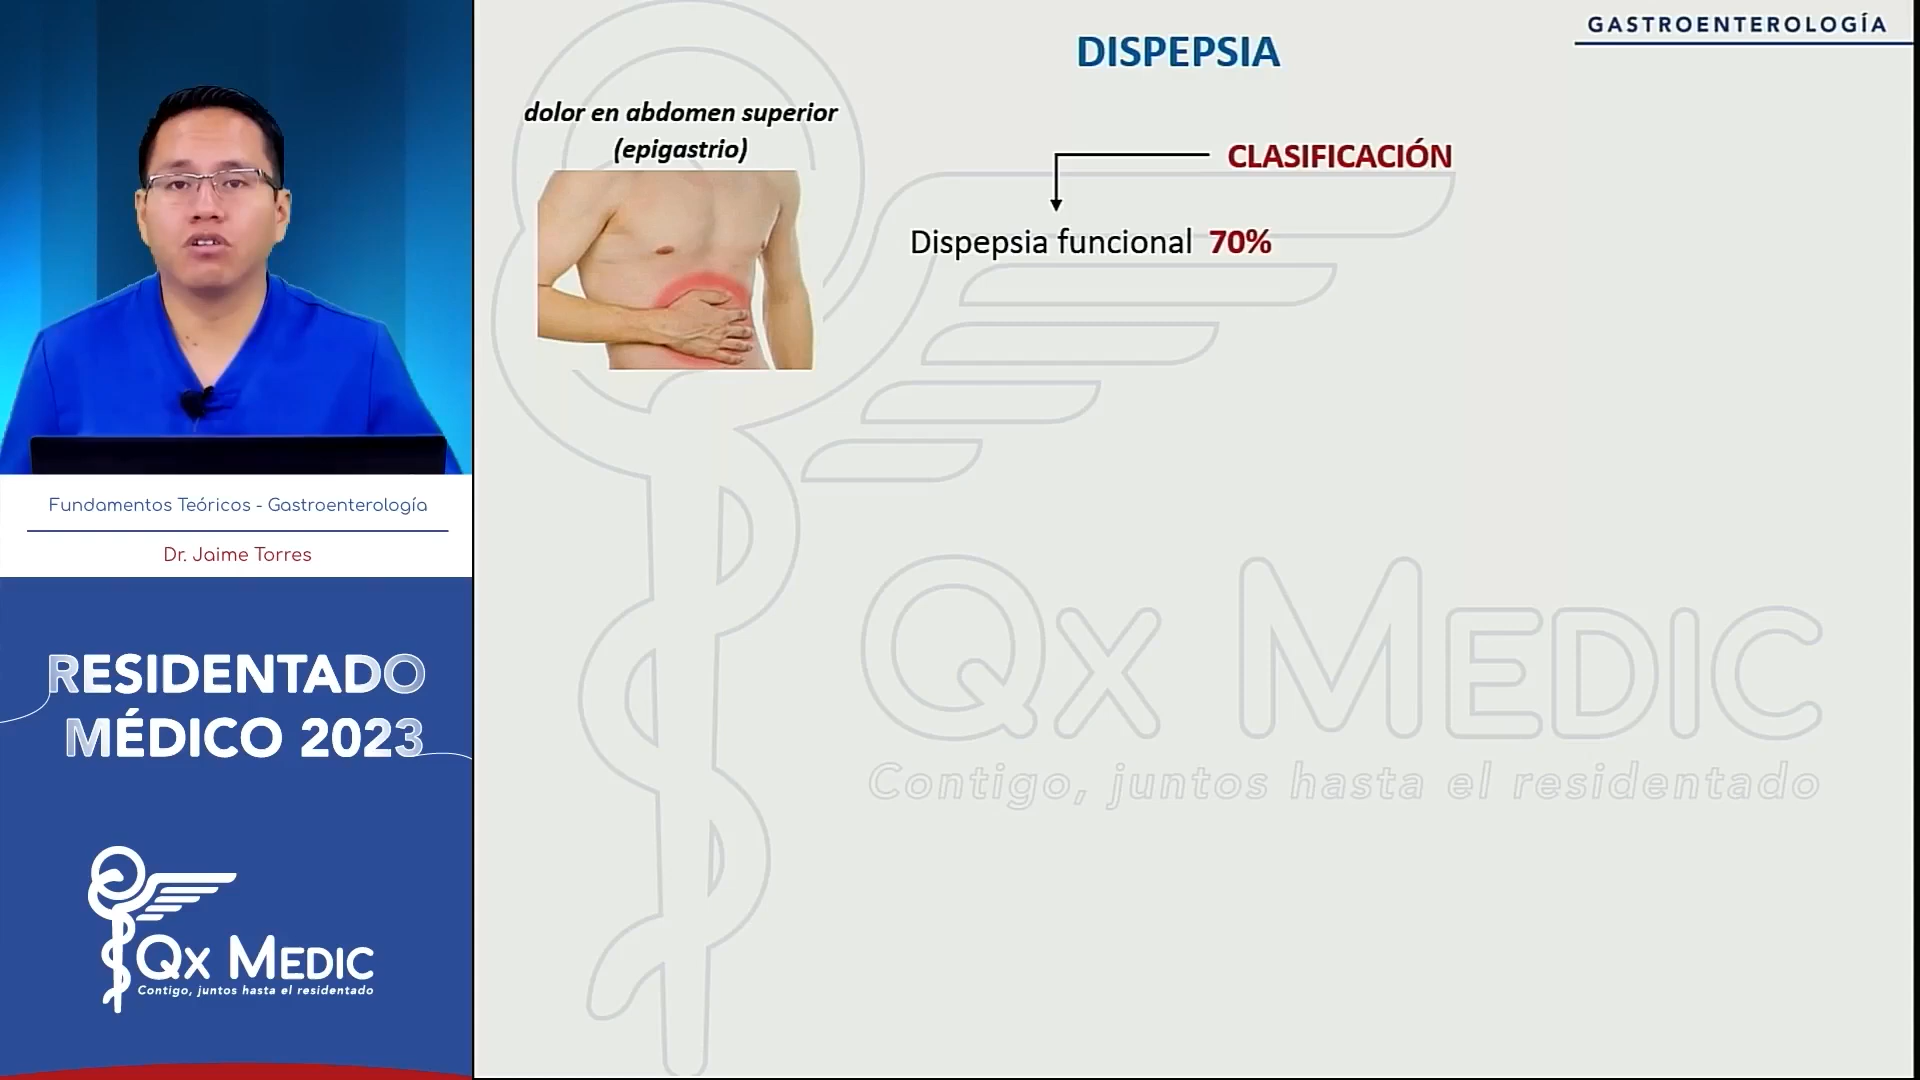 GASTROENTEROLOGÍA
DISPEPSIA
dolor en abdomen superior
(epigastrio)
CLASIFICACIÓN
Dispepsia funcional 70%
Fundamentos Teóricos - Gastroenterología
Dr. Jaime Torres
RESIDENTADO
MÉDICO 2023
QX MEDIC
Contigo, juntos hasta el residentado
QX MEDIC
Contigo, juntos hasta el residentado